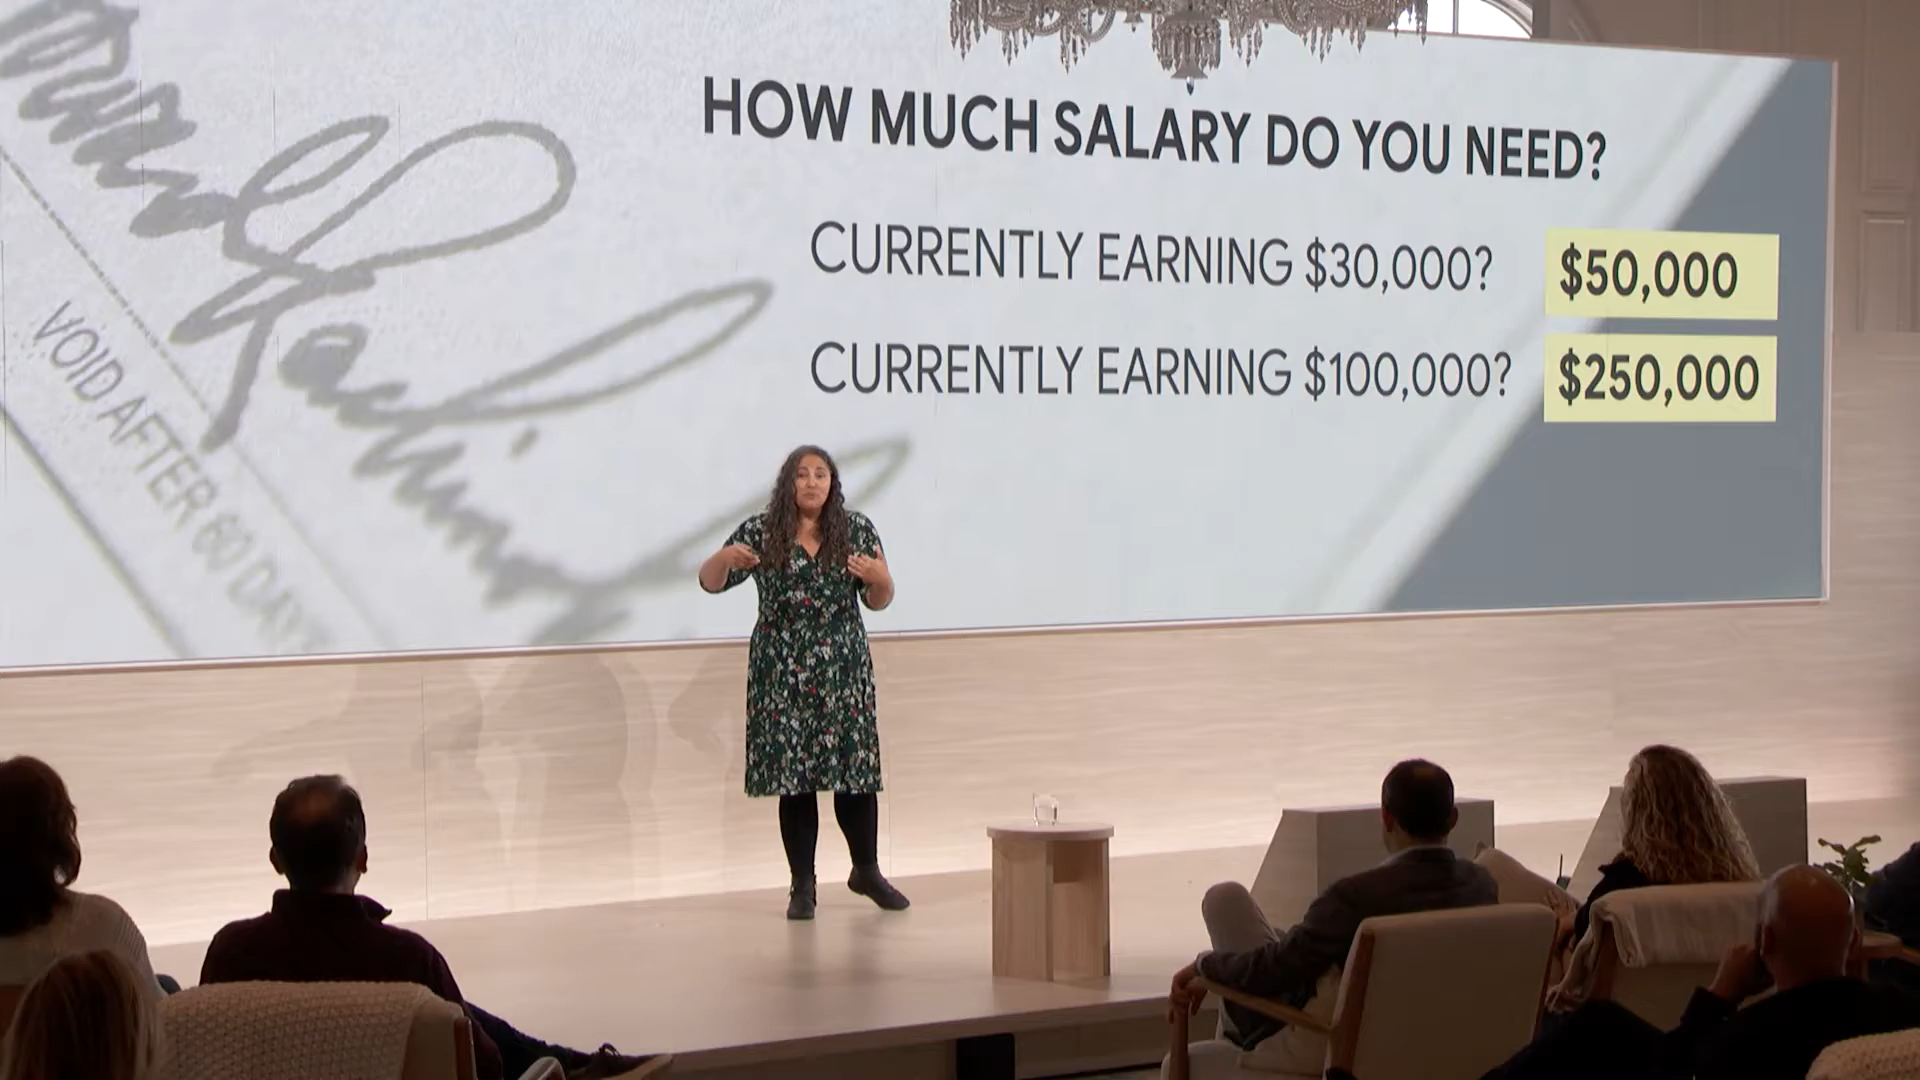 HOW MUCH SALARY DO YOU NEED?
CURRENTLY EARNING $30,000? $50,000
CURRENTLY EARNING $100,000? $250,000
VOID AFTER 60 DAYS